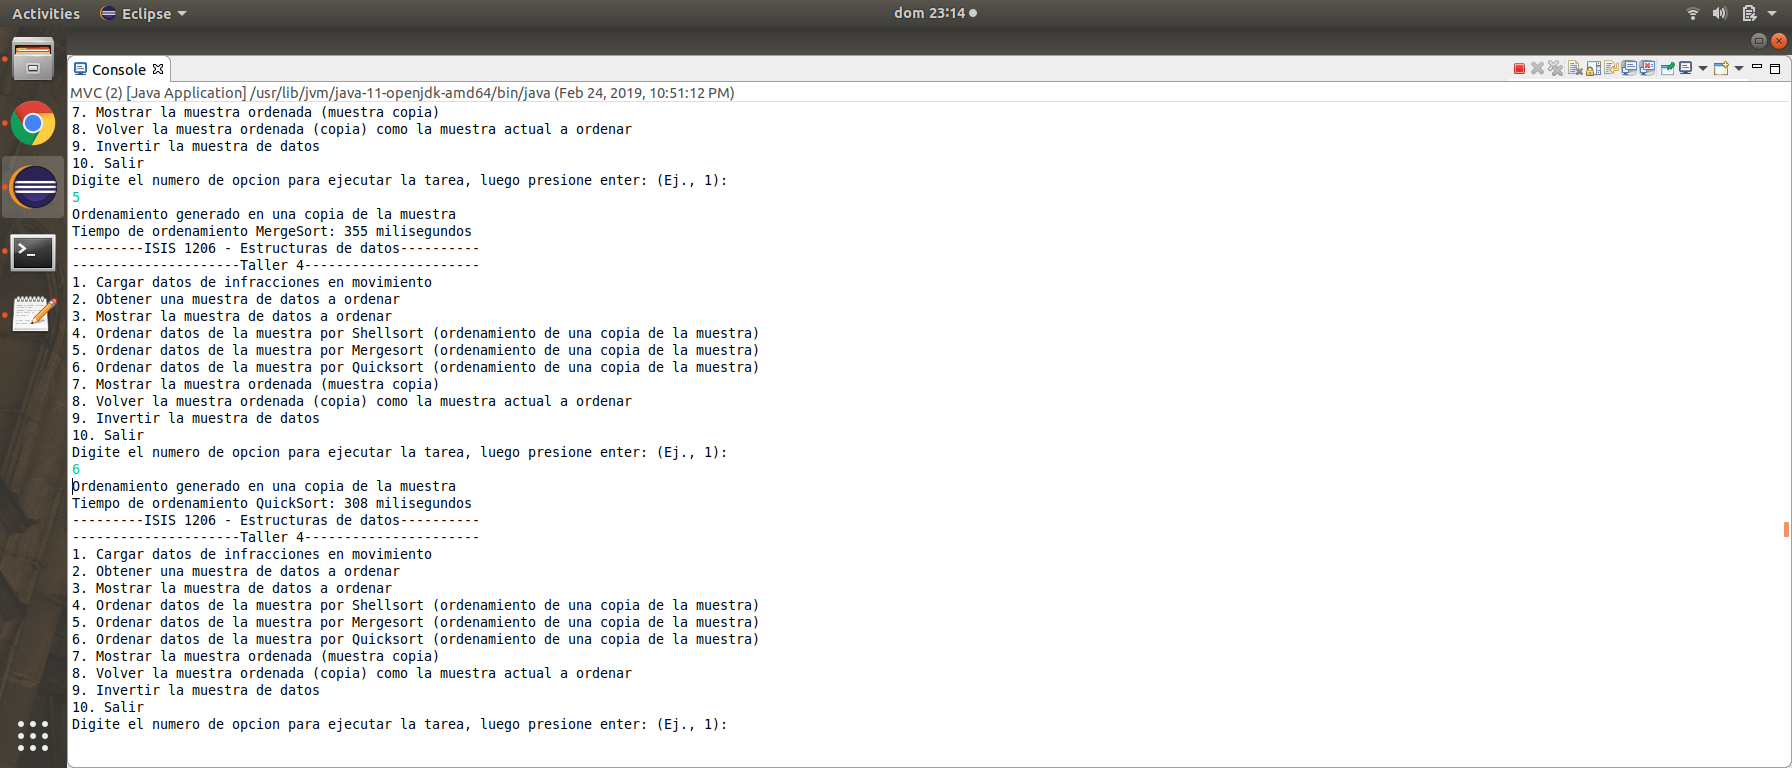 Activities Eclipse dom 23:14
Console
MVC (2) [Java Application] /usr/lib/jvm/java-11-openjdk-amd64/bin/java (Feb 24, 2019, 10:51:12 PM)
7. Mostrar la muestra ordenada (muestra copia)
8. Volver la muestra ordenada (copia) como la muestra actual a ordenar
9. Invertir la muestra de datos
10. Salir
Digite el numero de opcion para ejecutar la tarea, luego presione enter: (Ej., 1):
5
Ordenamiento generado en una copia de la muestra
Tiempo de ordenamiento MergeSort: 355 milisegundos
---------ISIS 1206 - Estructuras de datos----------
---------------------Taller 4----------------------
1. Cargar datos de infracciones en movimiento
2. Obtener una muestra de datos a ordenar
3. Mostrar la muestra de datos a ordenar
4. Ordenar datos de la muestra por Shellsort (ordenamiento de una copia de la muestra)
5. Ordenar datos de la muestra por Mergesort (ordenamiento de una copia de la muestra)
6. Ordenar datos de la muestra por Quicksort (ordenamiento de una copia de la muestra)
7. Mostrar la muestra ordenada (muestra copia)
8. Volver la muestra ordenada (copia) como la muestra actual a ordenar
9. Invertir la muestra de datos
10. Salir
Digite el numero de opcion para ejecutar la tarea, luego presione enter: (Ej., 1):
6
Ordenamiento generado en una copia de la muestra
Tiempo de ordenamiento QuickSort: 308 milisegundos
---------ISIS 1206 - Estructuras de datos----------
---------------------Taller 4----------------------
1. Cargar datos de infracciones en movimiento
2. Obtener una muestra de datos a ordenar
3. Mostrar la muestra de datos a ordenar
4. Ordenar datos de la muestra por Shellsort (ordenamiento de una copia de la muestra)
5. Ordenar datos de la muestra por Mergesort (ordenamiento de una copia de la muestra)
6. Ordenar datos de la muestra por Quicksort (ordenamiento de una copia de la muestra)
7. Mostrar la muestra ordenada (muestra copia)
8. Volver la muestra ordenada (copia) como la muestra actual a ordenar
9. Invertir la muestra de datos
10. Salir
Digite el numero de opcion para ejecutar la tarea, luego presione enter: (Ej., 1):